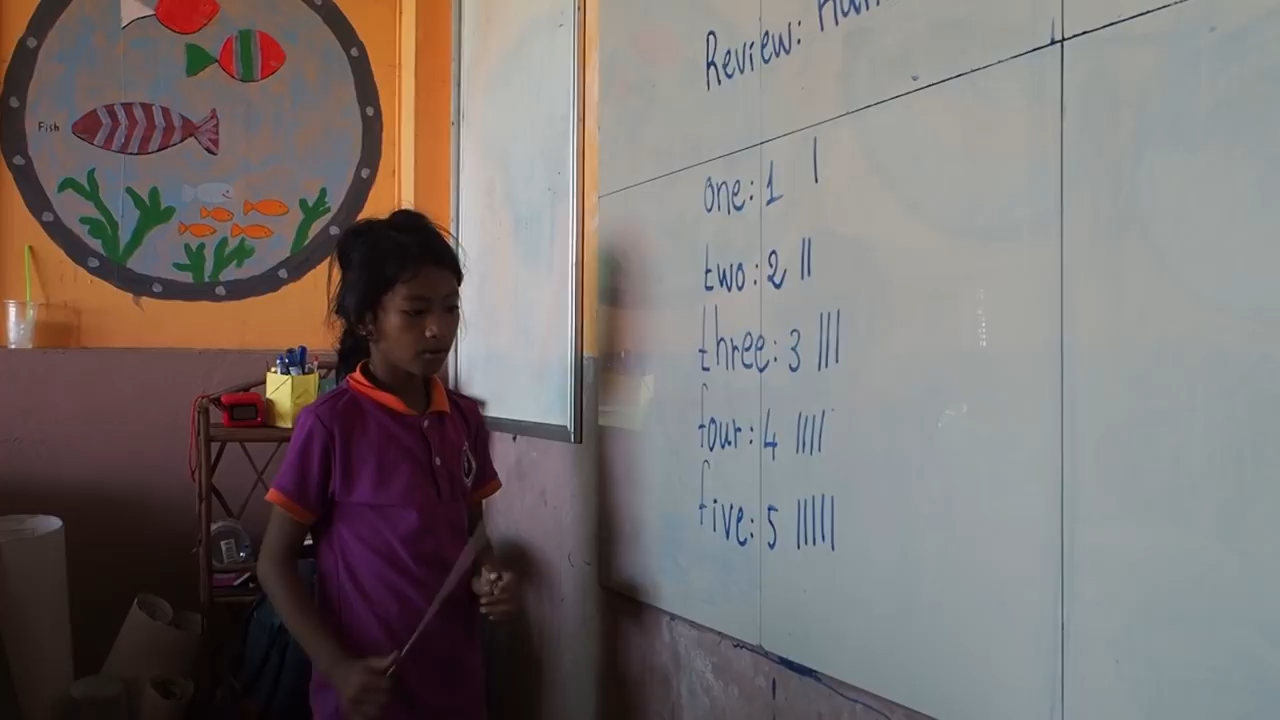 Fish
Review:
one: 1 |
two: 2 ||
three: 3 |||
four: 4 ||||
five: 5 |||||